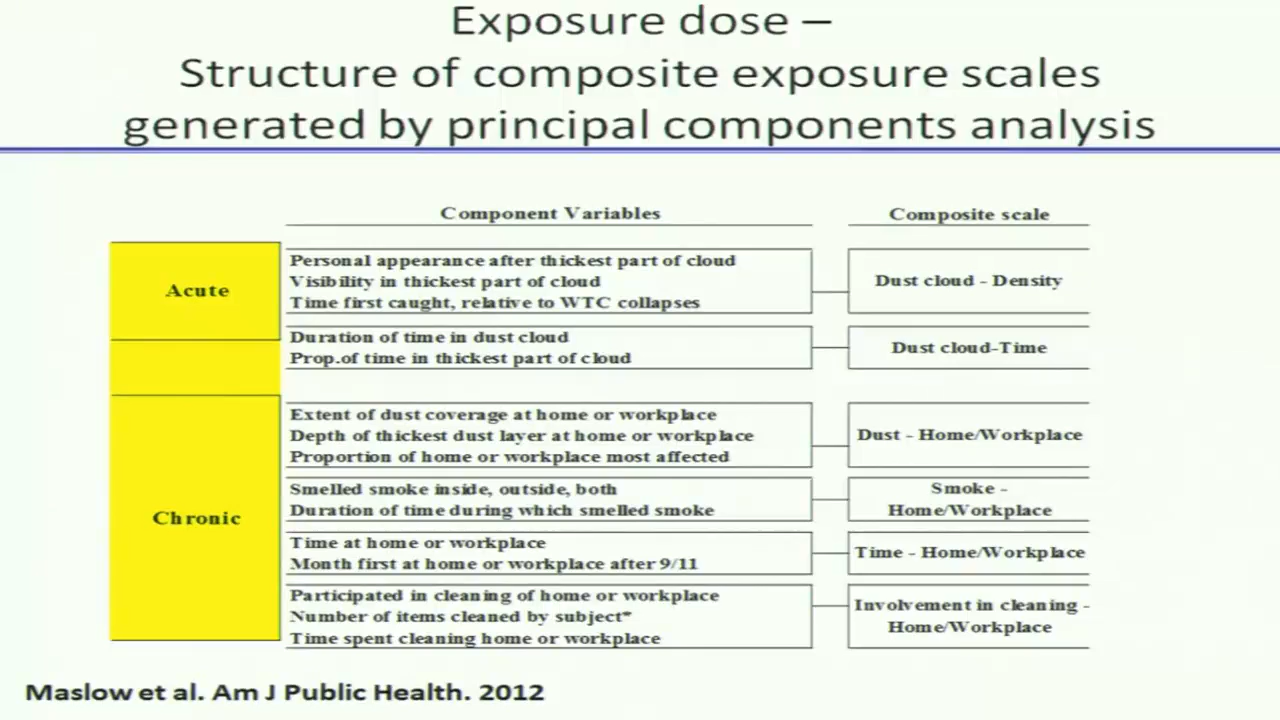 Exposure dose –
Structure of composite exposure scales
generated by principal components analysis
Component Variables
Composite scale
Acute
Personal appearance after thickest part of cloud
Visibility in thickest part of cloud
Time first caught, relative to WTC collapses
Dust cloud - Density
Duration of time in dust cloud
Prop.of time in thickest part of cloud
Dust cloud-Time
Chronic
Extent of dust coverage at home or workplace
Depth of thickest dust layer at home or workplace
Proportion of home or workplace most affected
Dust - Home/Workplace
Smelled smoke inside, outside, both
Duration of time during which smelled smoke
Smoke -
Home/Workplace
Time at home or workplace
Month first at home or workplace after 9/11
Time - Home/Workplace
Participated in cleaning of home or workplace
Number of items cleaned by subject*
Time spent cleaning home or workplace
Involvement in cleaning -
Home/Workplace
Maslow et al. Am J Public Health. 2012